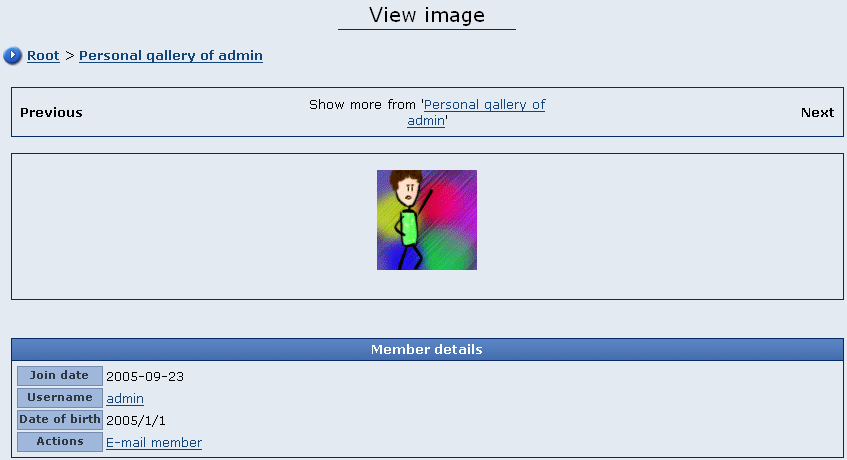 View image
Root > Personal gallery of admin
Previous
Show more from 'Personal gallery of
admin'
Next
Member details
Join date 2005-09-23
Username admin
Date of birth 2005/1/1
Actions E-mail member